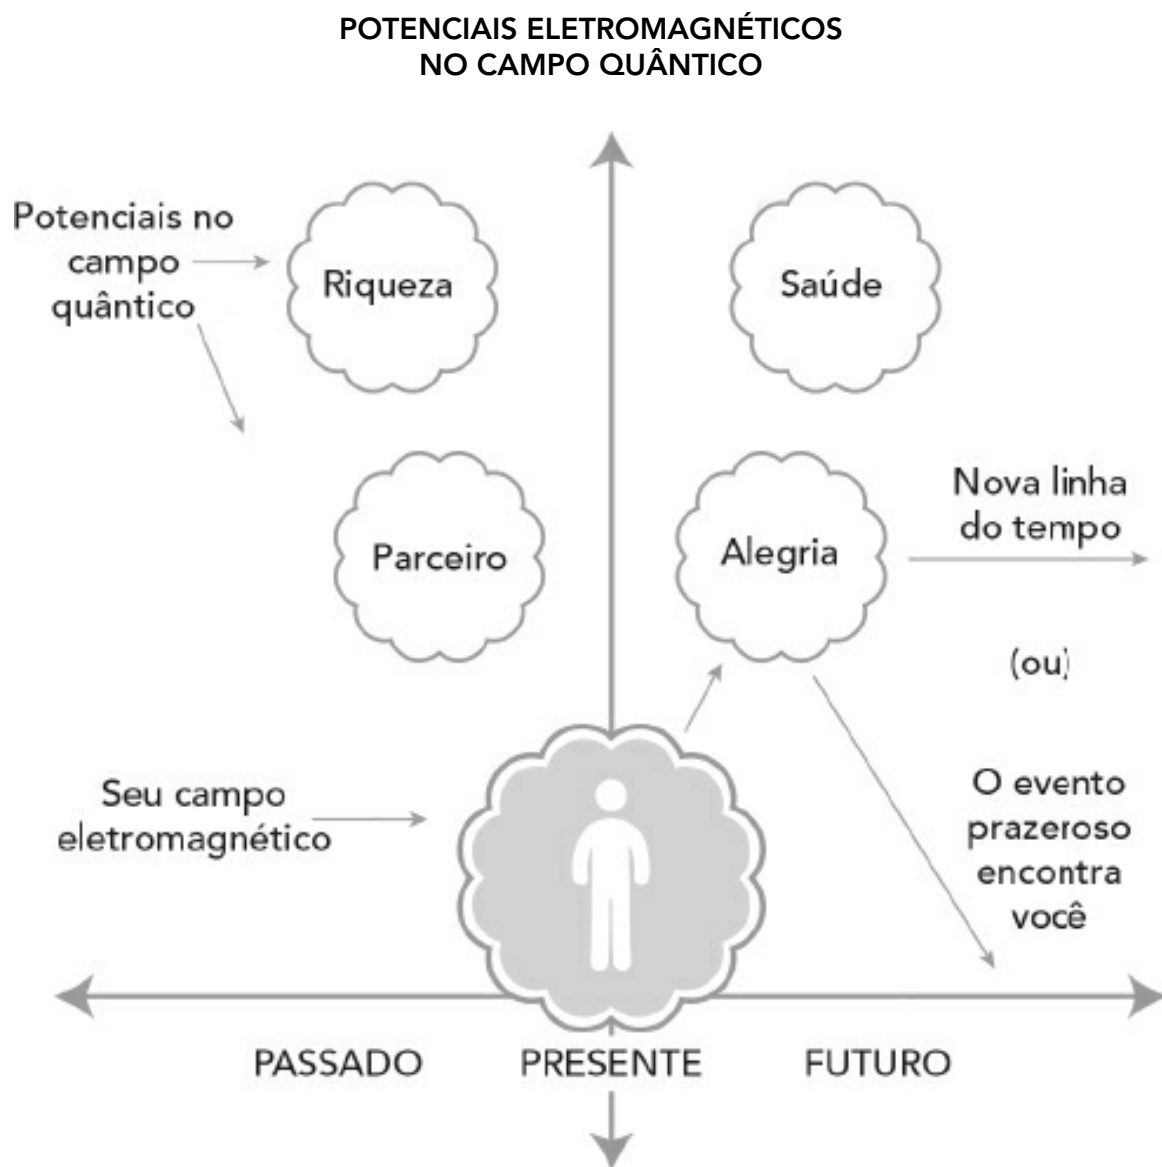 POTENCIAIS ELETROMAGNÉTICOS
NO CAMPO QUÂNTICO
Potenciais no
campo
quântico
Riqueza
Saúde
Parceiro
Alegria
Nova linha
do tempo
(ou)
Seu campo
eletromagnético
O evento
prazeroso
encontra
você
PASSADO
PRESENTE
FUTURO